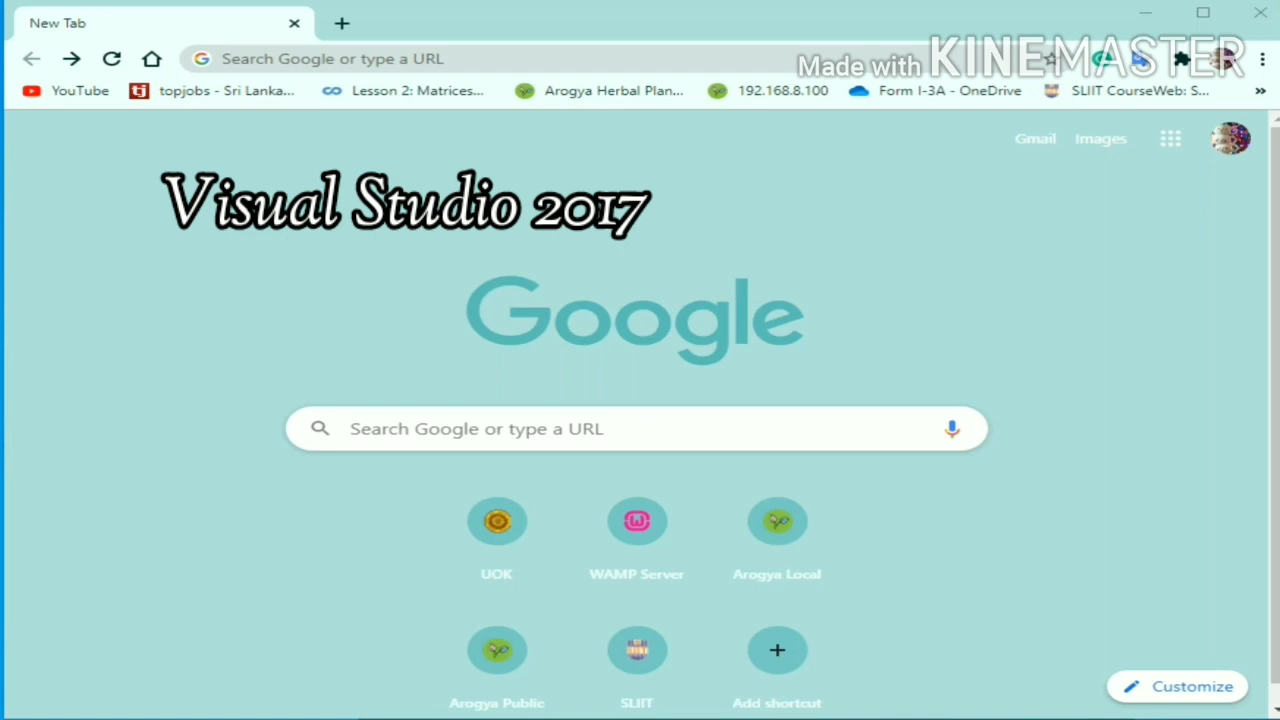 New Tab
Search Google or type a URL
Made with KINEMASTER
YouTube topjobs - Sri Lanka... Lesson 2: Matrices... Arogya Herbal Plan... 192.168.8.100 Form I-3A - OneDrive SLIIT CourseWeb: S... »
Gmail Images
Visual Studio 2017
Google
Search Google or type a URL
UOK WAMP Server Arogya Local
Arogya Public SLIIT Add shortcut
Customize